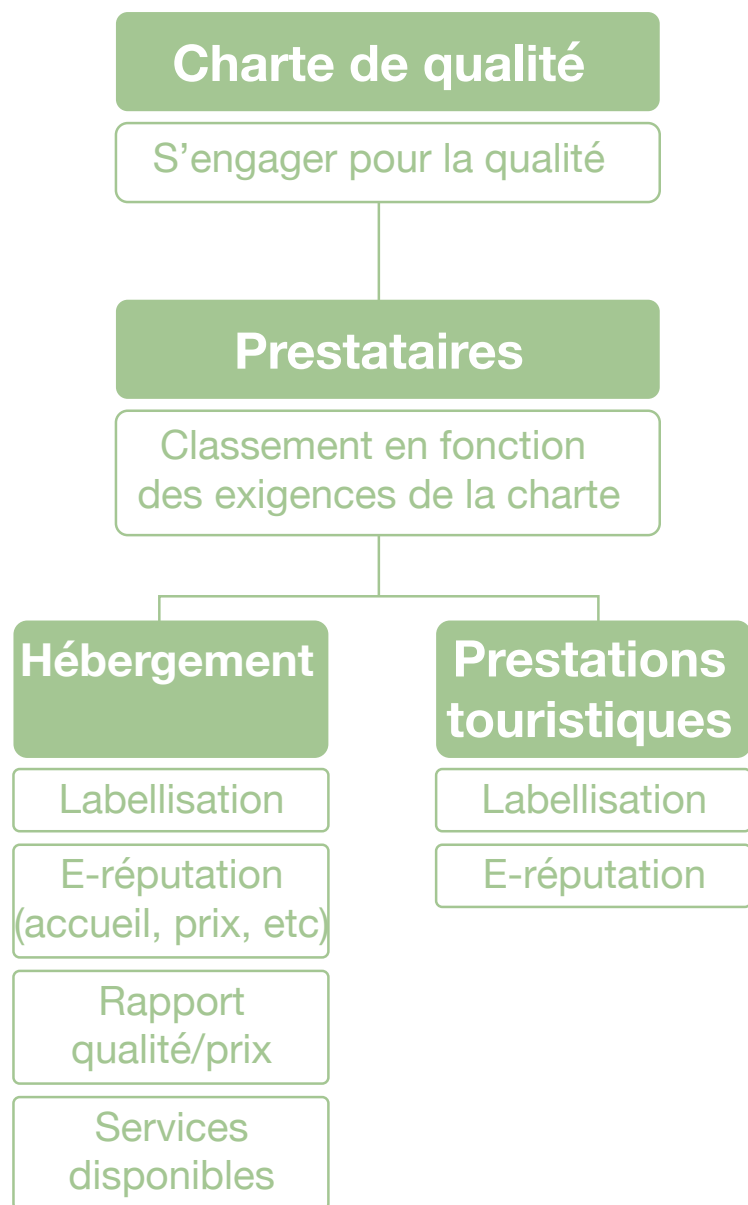 Charte de qualité
S’engager pour la qualité
Prestataires
Classement en fonction
des exigences de la charte
Hébergement
Labellisation
E-réputation
(accueil, prix, etc)
Rapport
qualité/prix
Services
disponibles
Prestations
touristiques
Labellisation
E-réputation